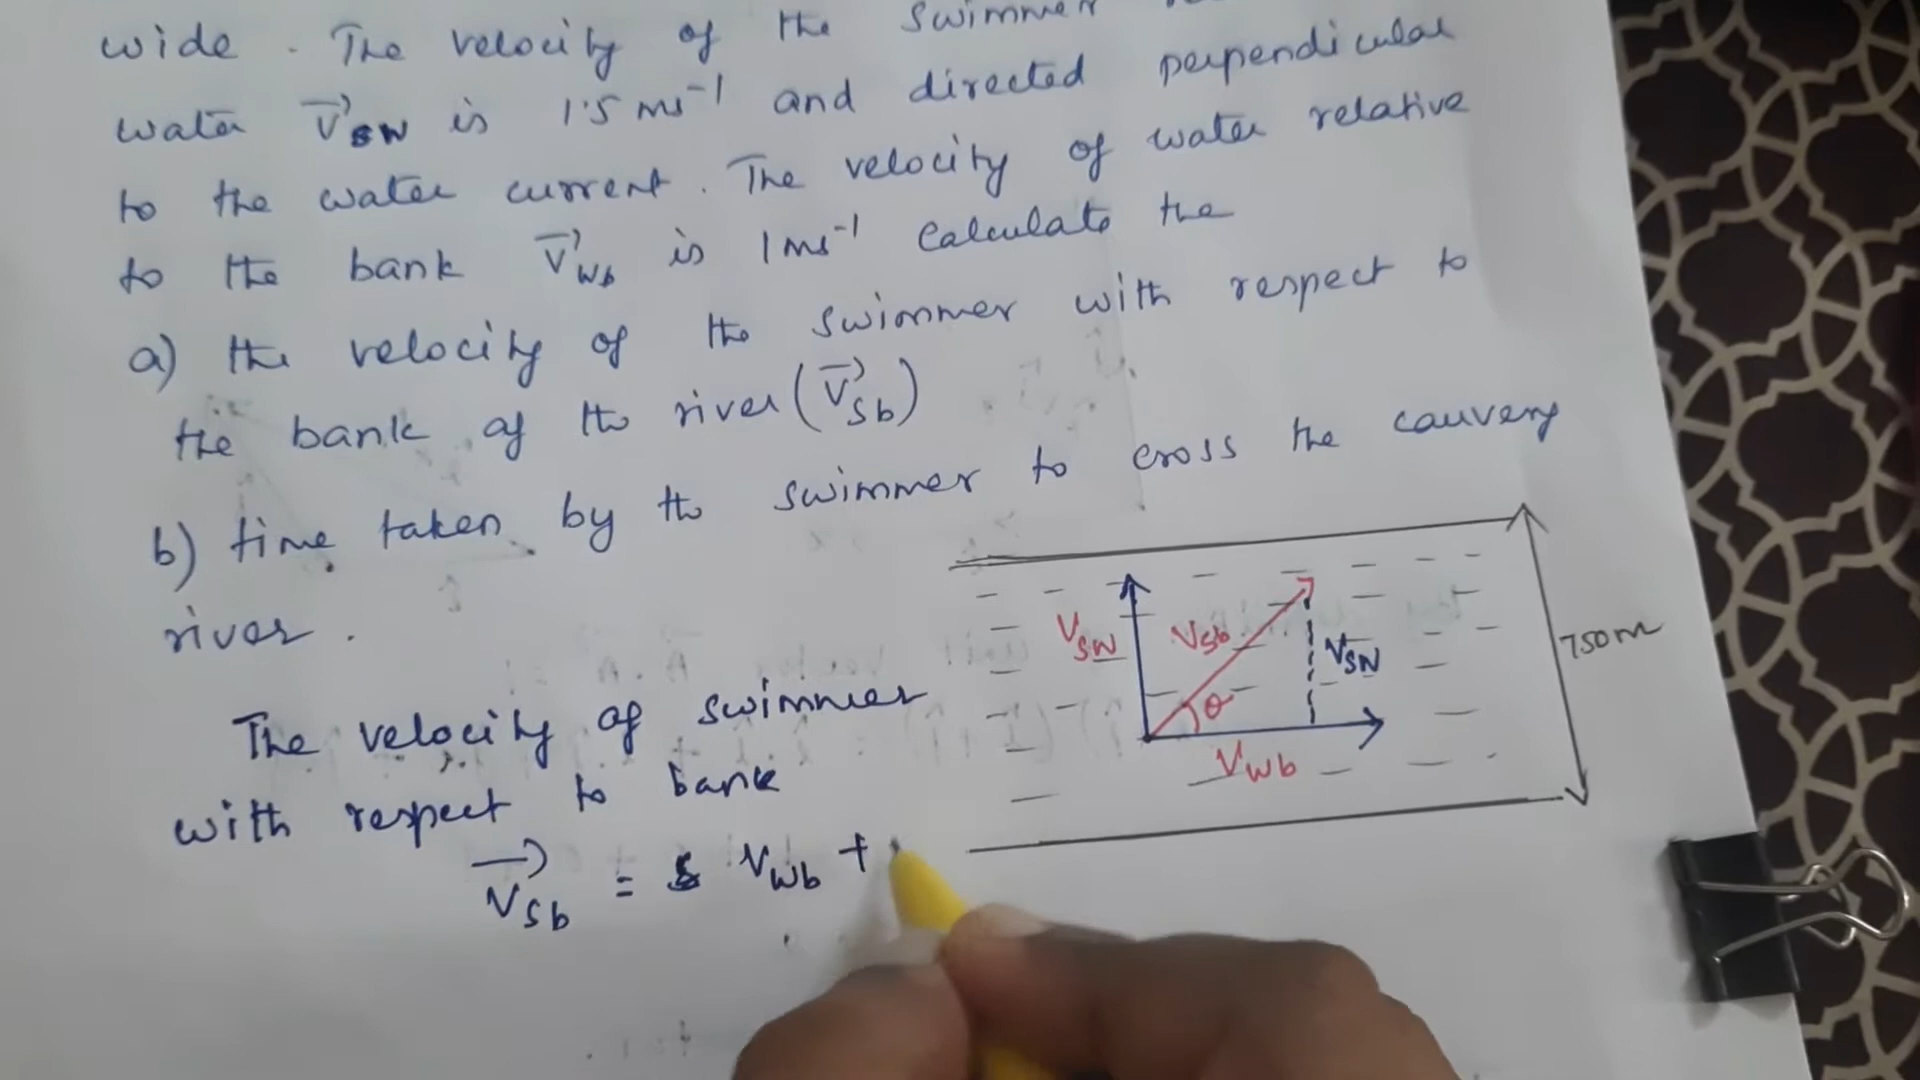 wide. The velocity of the swimmer
water V⃗SW is 1.5 ms⁻¹ and directed perpendicular
to the water current. The velocity of water relative
to the bank V⃗Wb is 1ms⁻¹ Calculate the
a) the velocity of the swimmer with respect to
the bank of the river (V⃗Sb)
b) time taken by the swimmer to cross the cauvery
river.
VSW
VSb
VSW
θ
VWb
750m
The velocity of swimmer
with respect to bank
V⃗Sb = VWb +